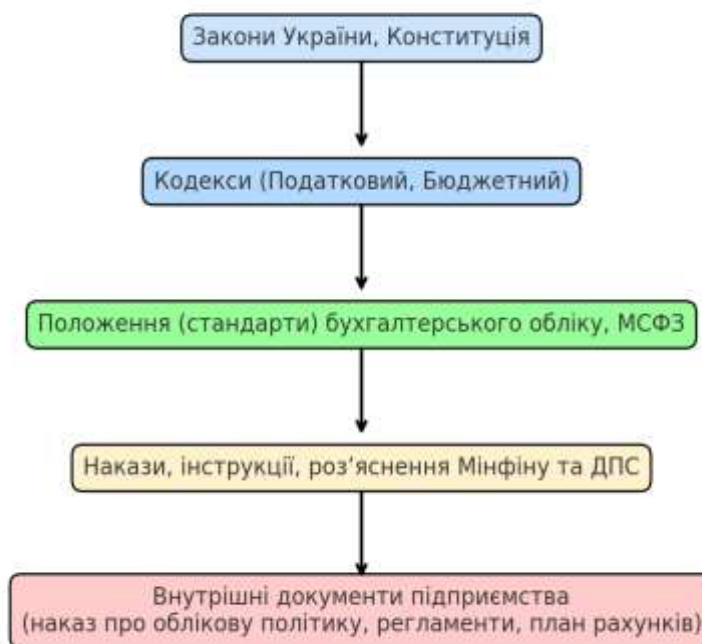 Закони України, Конституція
Кодекси (Податковий, Бюджетний)
Положення (стандарти) бухгалтерського обліку, МСФЗ
Накази, інструкції, роз’яснення Мінфіну та ДПС
Внутрішні документи підприємства
(наказ про облікову політику, регламенти, план рахунків)